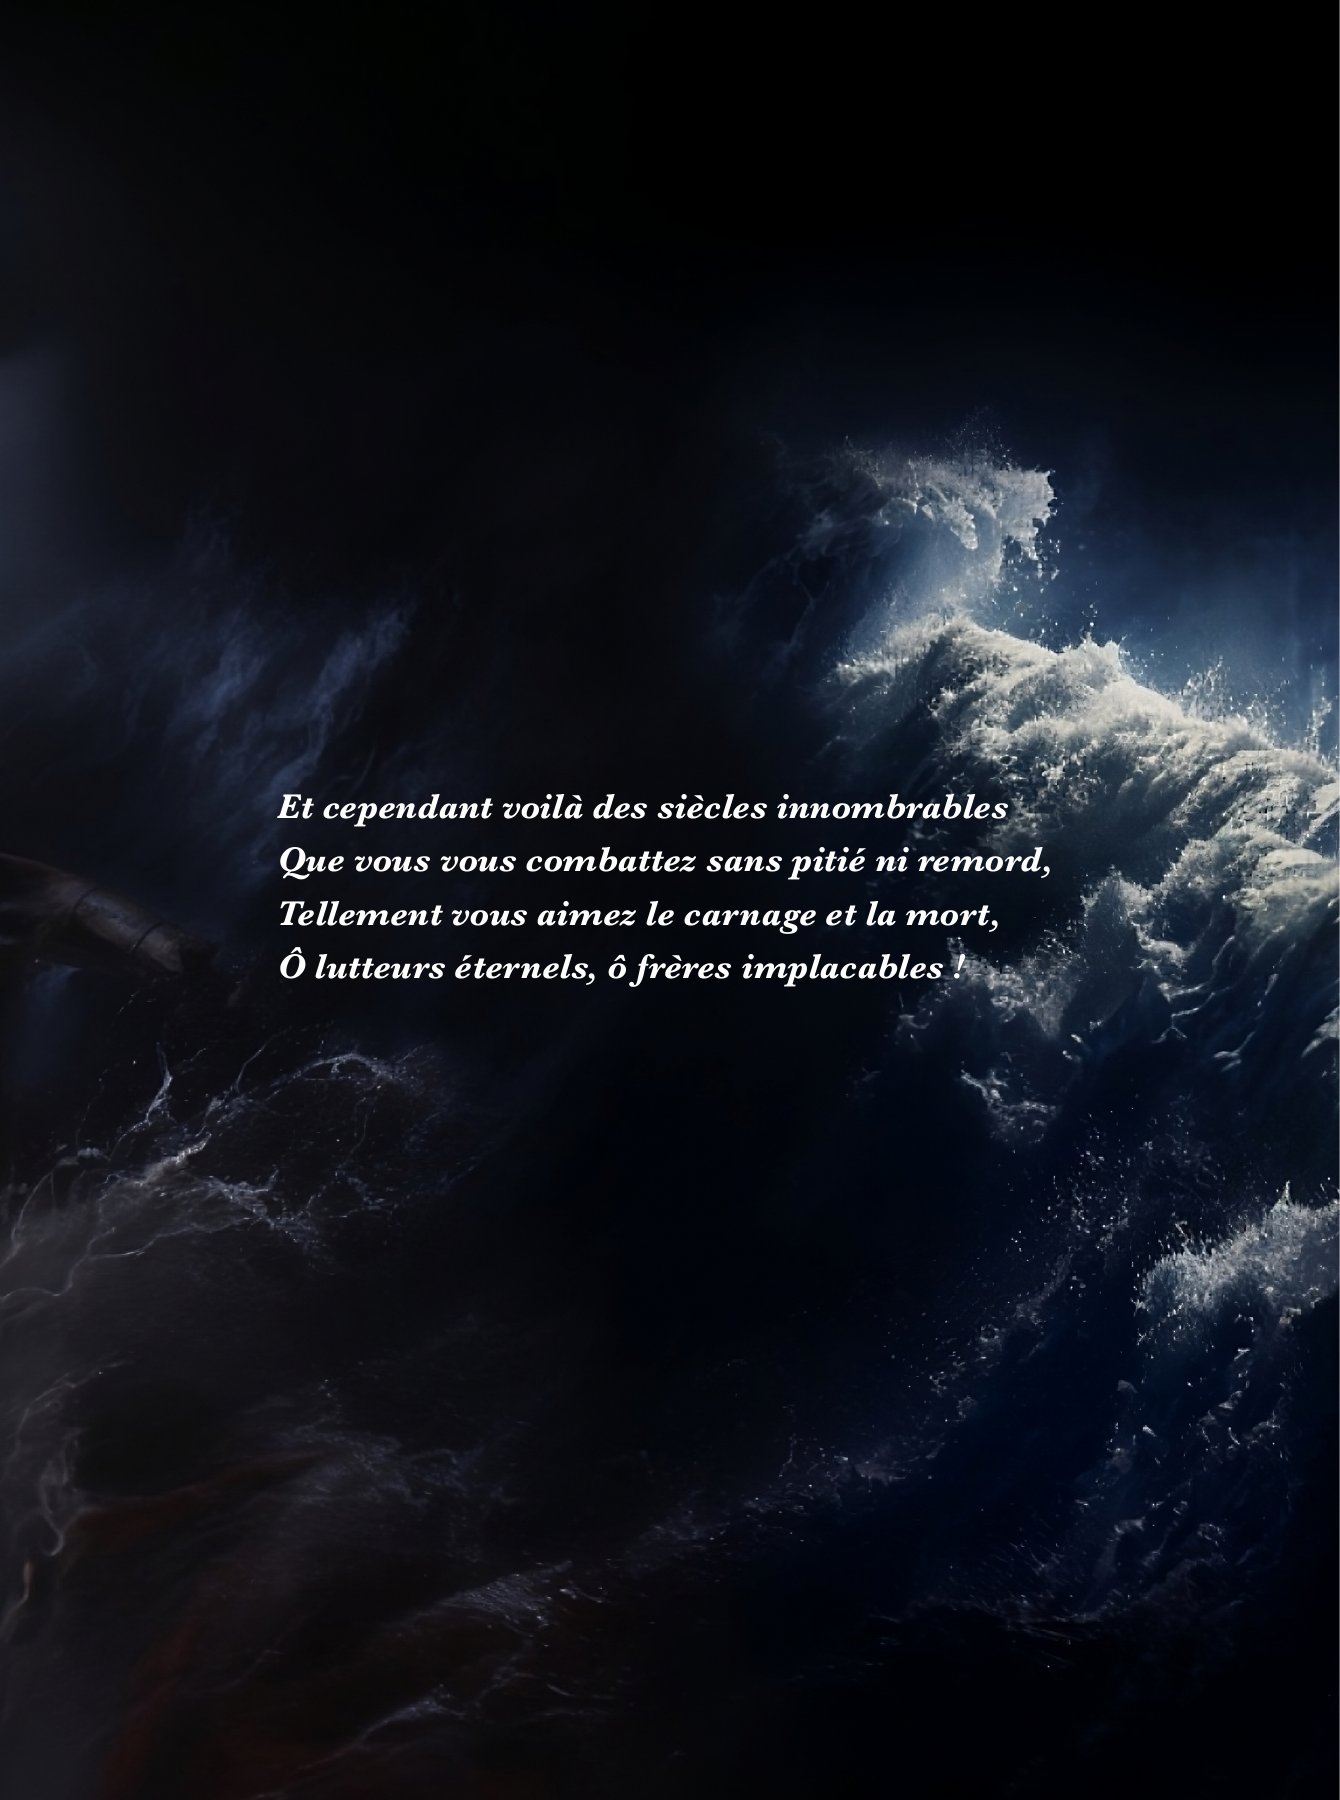 Et cependant voilà des siècles innombrables
Que vous vous combattez sans pitié ni remord,
Tellement vous aimez le carnage et la mort,
Ô lutteurs éternels, ô frères implacables !